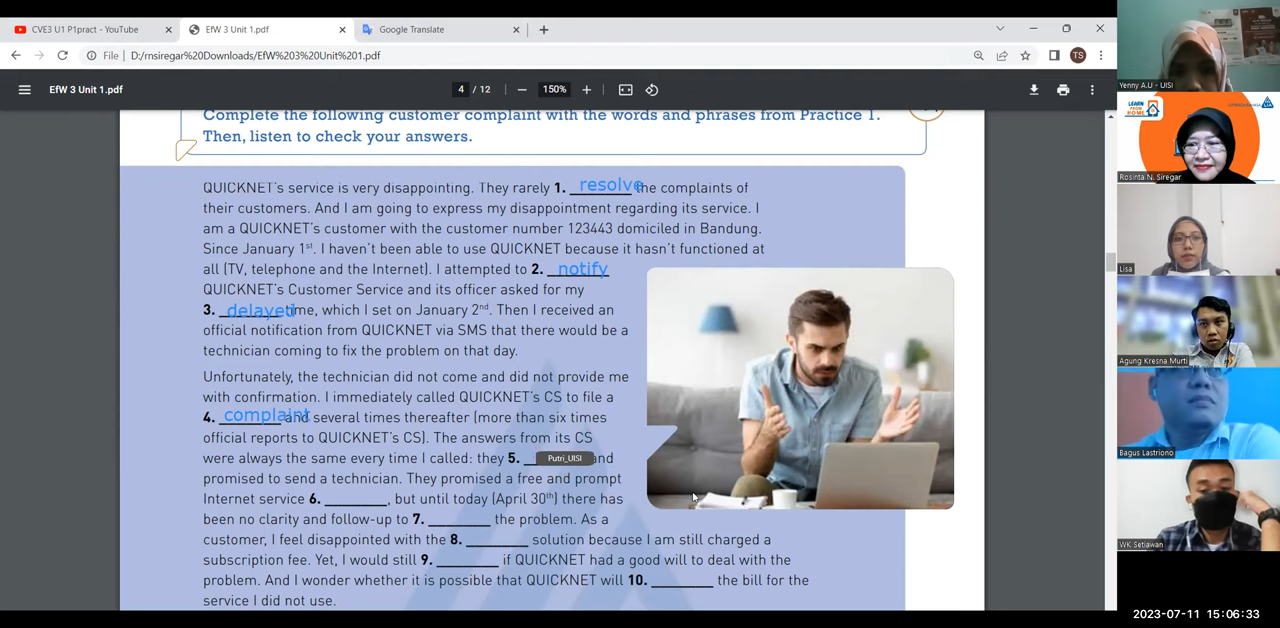 CVE3 U1 P1pract - YouTube
EfW 3 Unit 1.pdf
Google Translate
File
D:/rnsiregar%20Downloads/EfW%203%20Unit%201.pdf
TS
EfW 3 Unit 1.pdf
4 / 12
150%
Complete the following customer complaint with the words and phrases from Practice 1.
Then, listen to check your answers.
QUICKNET's service is very disappointing. They rarely 1. resolve the complaints of
their customers. And I am going to express my disappointment regarding its service. I
am a QUICKNET's customer with the customer number 123443 domiciled in Bandung.
Since January 1st. I haven't been able to use QUICKNET because it hasn't functioned at
all (TV, telephone and the Internet). I attempted to 2. notify
QUICKNET's Customer Service and its officer asked for my
3. delayed time, which I set on January 2nd. Then I received an
official notification from QUICKNET via SMS that there would be a
technician coming to fix the problem on that day.
Unfortunately, the technician did not come and did not provide me
with confirmation. I immediately called QUICKNET's CS to file a
4. complaint and several times thereafter (more than six times
official reports to QUICKNET's CS). The answers from its CS
were always the same every time I called: they 5. ________ and
Putri_UISI
promised to send a technician. They promised a free and prompt
Internet service 6. ________, but until today (April 30th) there has
been no clarity and follow-up to 7. ________ the problem. As a
customer, I feel disappointed with the 8. ________ solution because I am still charged a
subscription fee. Yet, I would still 9. ________ if QUICKNET had a good will to deal with the
problem. And I wonder whether it is possible that QUICKNET will 10. ________ the bill for the
service I did not use.
Yenny A.U - UISI
LEARN
FROM
HOME
LIA
Rosinta N. Siregar
Lisa
Agung Kresna Murti
Bagus Lastriono
WK Setiawan
2023-07-11 15:06:33